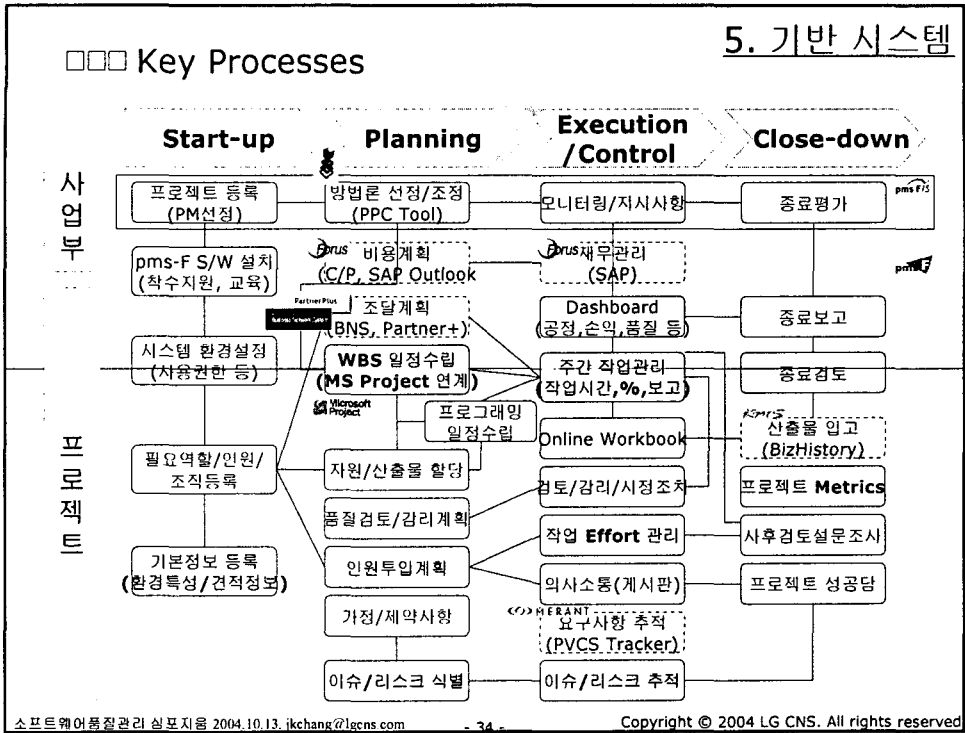 5. 기반 시스템
□□□ Key Processes
Start-up
Planning
Execution
/Control
Close-down
사
업
부
프
로
젝
트
프로젝트 등록
(PM선정)
pms-F S/W 설치
(착수지원, 교육)
시스템 환경설정
(사용권한 등)
필요역할/인원/
조직등록
기본정보 등록
(환경특성/견적정보)
방법론 선정/조정
(PPC Tool)
비용계획
(C/P, SAP Outlook
PartnerPlus
조달계획
(BNS, Partner+)
WBS 일정수립
(MS Project 연계)
Microsoft
Project
프로그래밍
일정수립
자원/산출물 할당
품질검토/감리계획
인원투입계획
가정/제약사항
이슈/리스크 식별
모니터링/지시사항
재무관리
(SAP)
Dashboard
(공정,손익,품질 등)
주간 작업관리
(작업시간,%,보고)
Online Workbook
검토/감리/시정조치
작업 Effort 관리
의사소통(게시판)
MERANT
요구사항 추적
(PVCS Tracker)
이슈/리스크 추적
종료평가
pms FIS
pms F
종료보고
종료검토
KMS
산출물 입고
(BizHistory)
프로젝트 Metrics
사후검토설문조사
프로젝트 성공담
소프트웨어품질관리 심포지움 2004.10.13. jkchang@lgcns.com
- 34 -
Copyright © 2004 LG CNS. All rights reserved